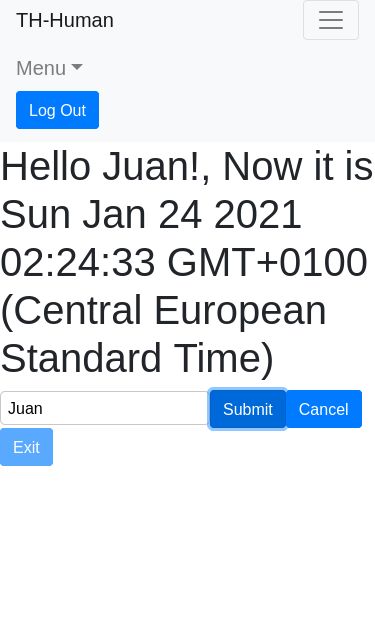 TH-Human
Menu
Log Out
Hello Juan!, Now it is
Sun Jan 24 2021
02:24:33 GMT+0100
(Central European
Standard Time)
Juan Submit Cancel
Exit